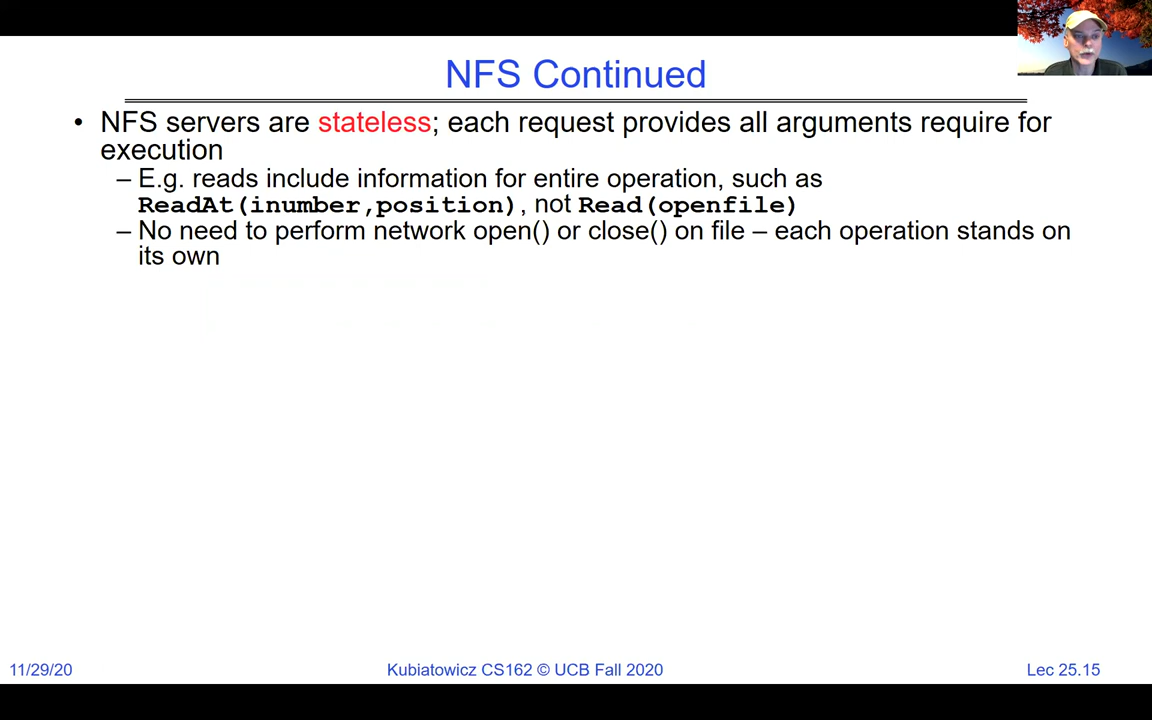 NFS Continued
• NFS servers are stateless; each request provides all arguments require for
execution
– E.g. reads include information for entire operation, such as
ReadAt(inumber,position), not Read(openfile)
– No need to perform network open() or close() on file – each operation stands on
its own
11/29/20
Kubiatowicz CS162 © UCB Fall 2020
Lec 25.15